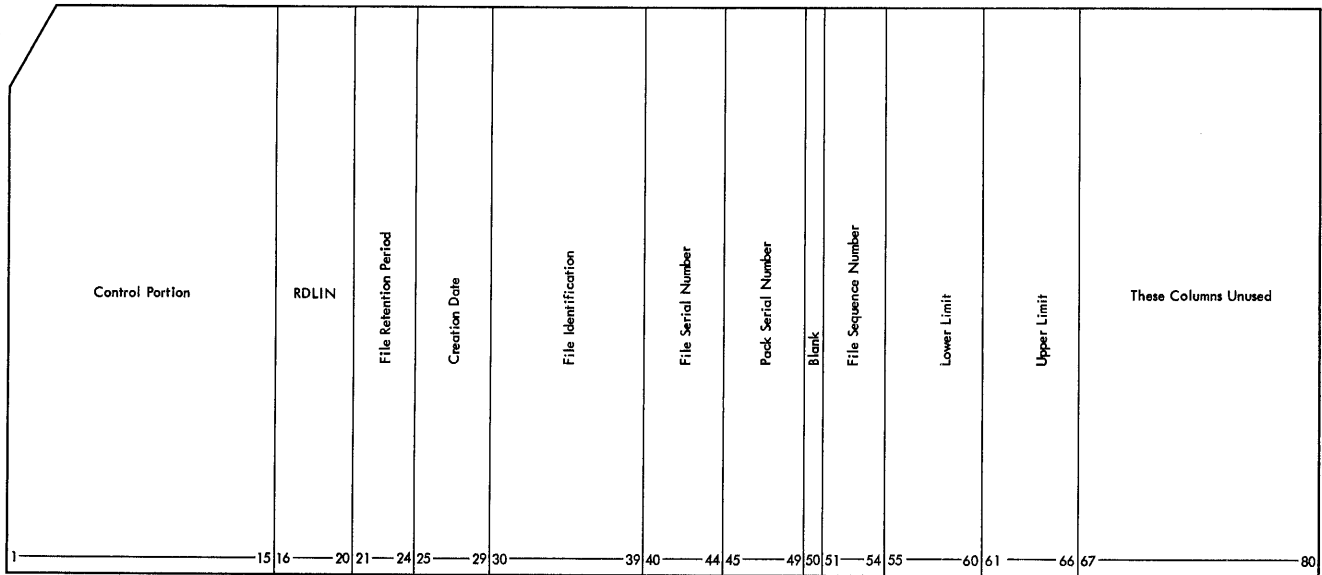 Control Portion
RDLIN
File Retention Period
Creation Date
File Identification
File Serial Number
Pack Serial Number
Blank
File Sequence Number
Lower Limit
Upper Limit
These Columns Unused
1 15 16 20 21 24 25 29 30 39 40 44 45 49 50 51 54 55 60 61 66 67 80